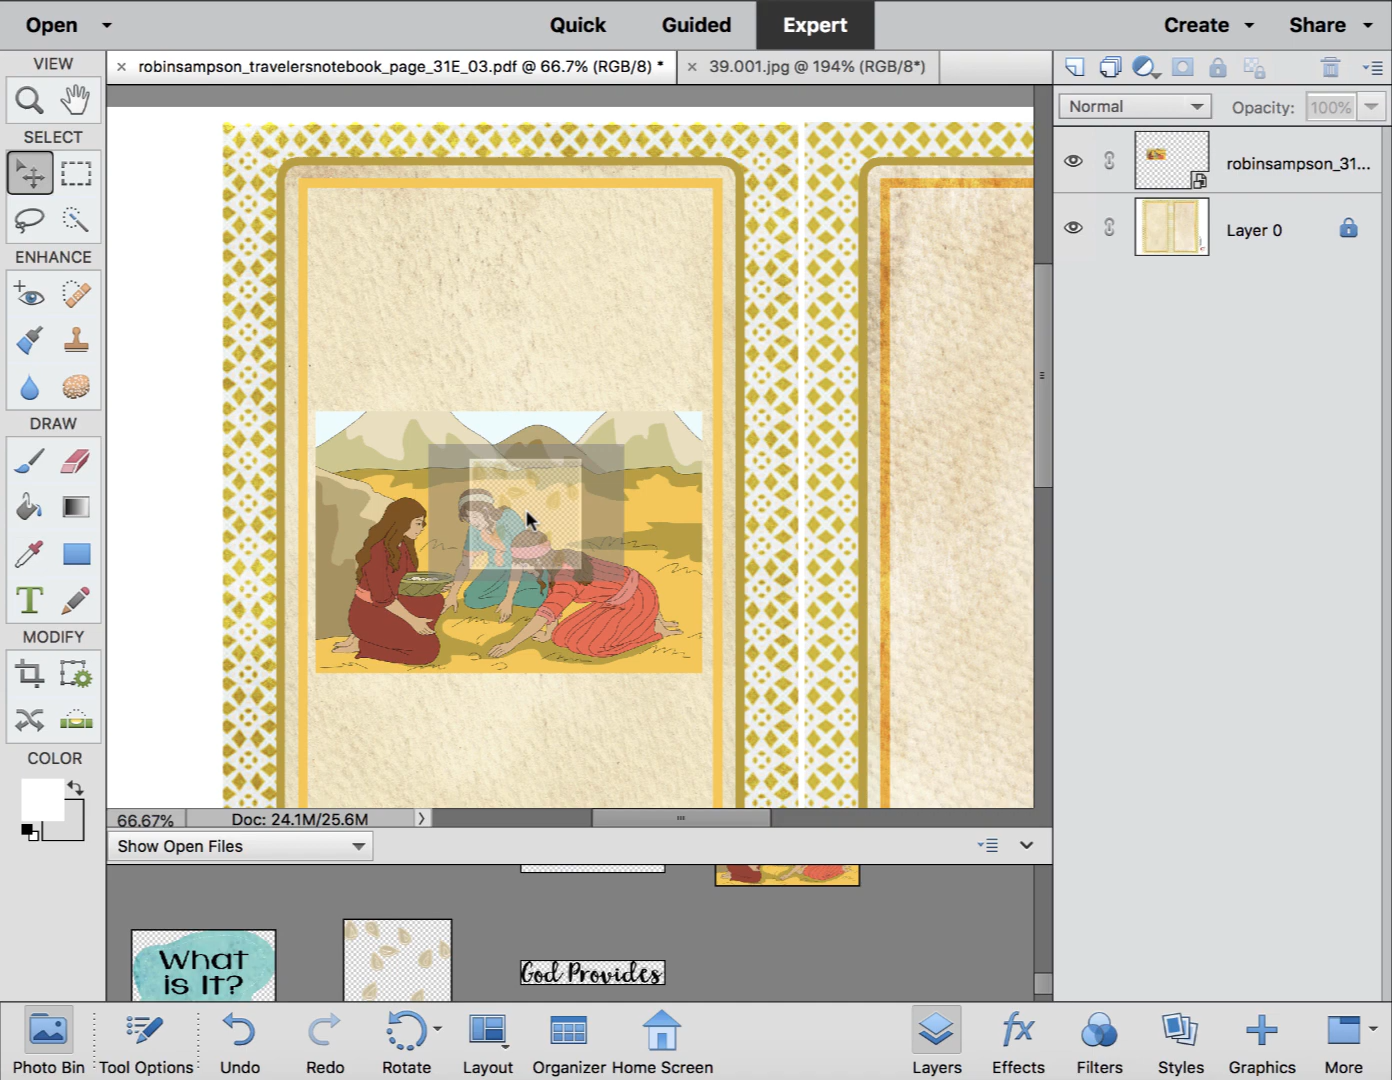 Open
Quick
Guided
Expert
Create
Share
VIEW
robinsampson_travelersnotebook_page_31E_03.pdf @ 66.7% (RGB/8) *
39.001.jpg @ 194% (RGB/8*)
Normal
Opacity:
100%
SELECT
robinsampson_31...
Layer 0
ENHANCE
DRAW
T
MODIFY
COLOR
66.67%
Doc: 24.1M/25.6M
Show Open Files
What
is It?
God Provides
Photo Bin
Tool Options
Undo
Redo
Rotate
Layout
Organizer
Home Screen
Layers
fx
Effects
Filters
Styles
Graphics
More